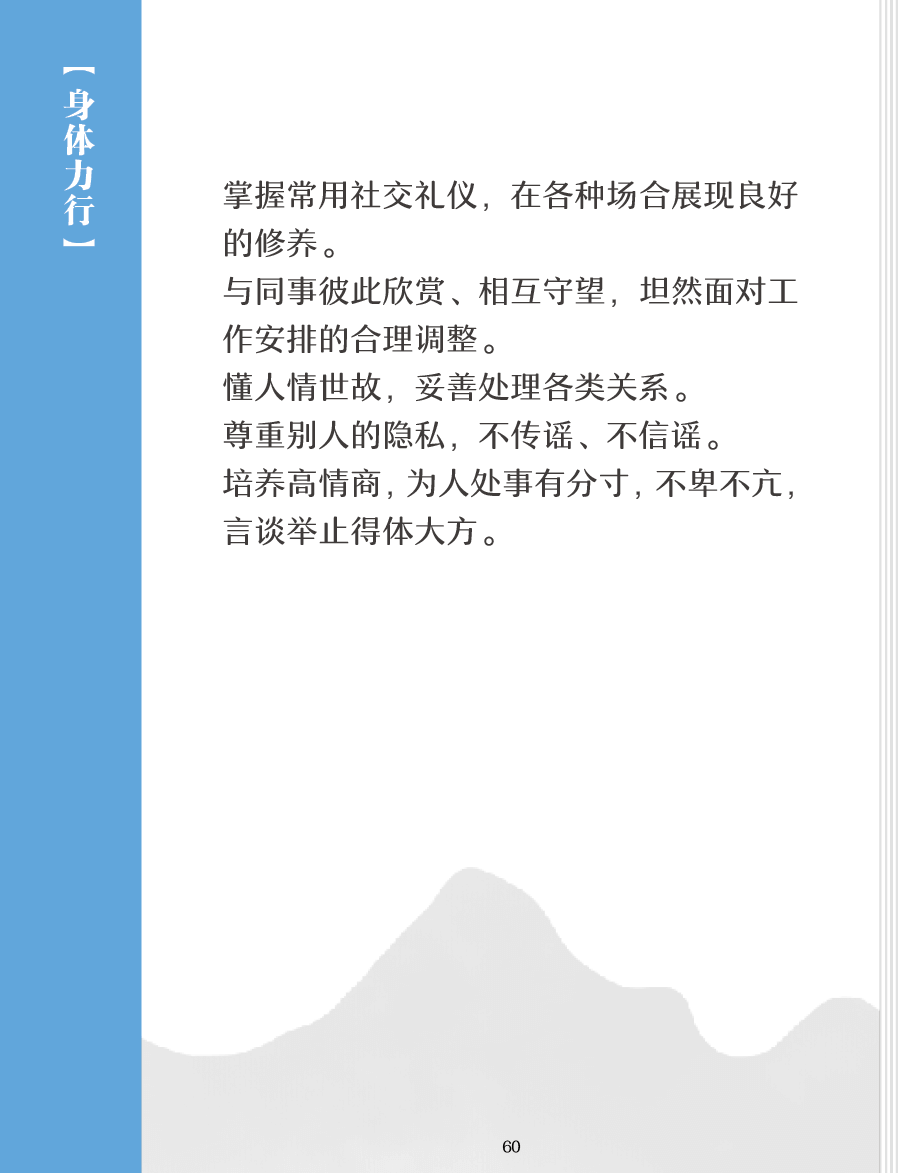 【身体力行】
掌握常用社交礼仪，在各种场合展现良好
的修养。
与同事彼此欣赏、相互守望，坦然面对工
作安排的合理调整。
懂人情世故，妥善处理各类关系。
尊重别人的隐私，不传谣、不信谣。
培养高情商，为人处事有分寸，不卑不亢，
言谈举止得体大方。
60